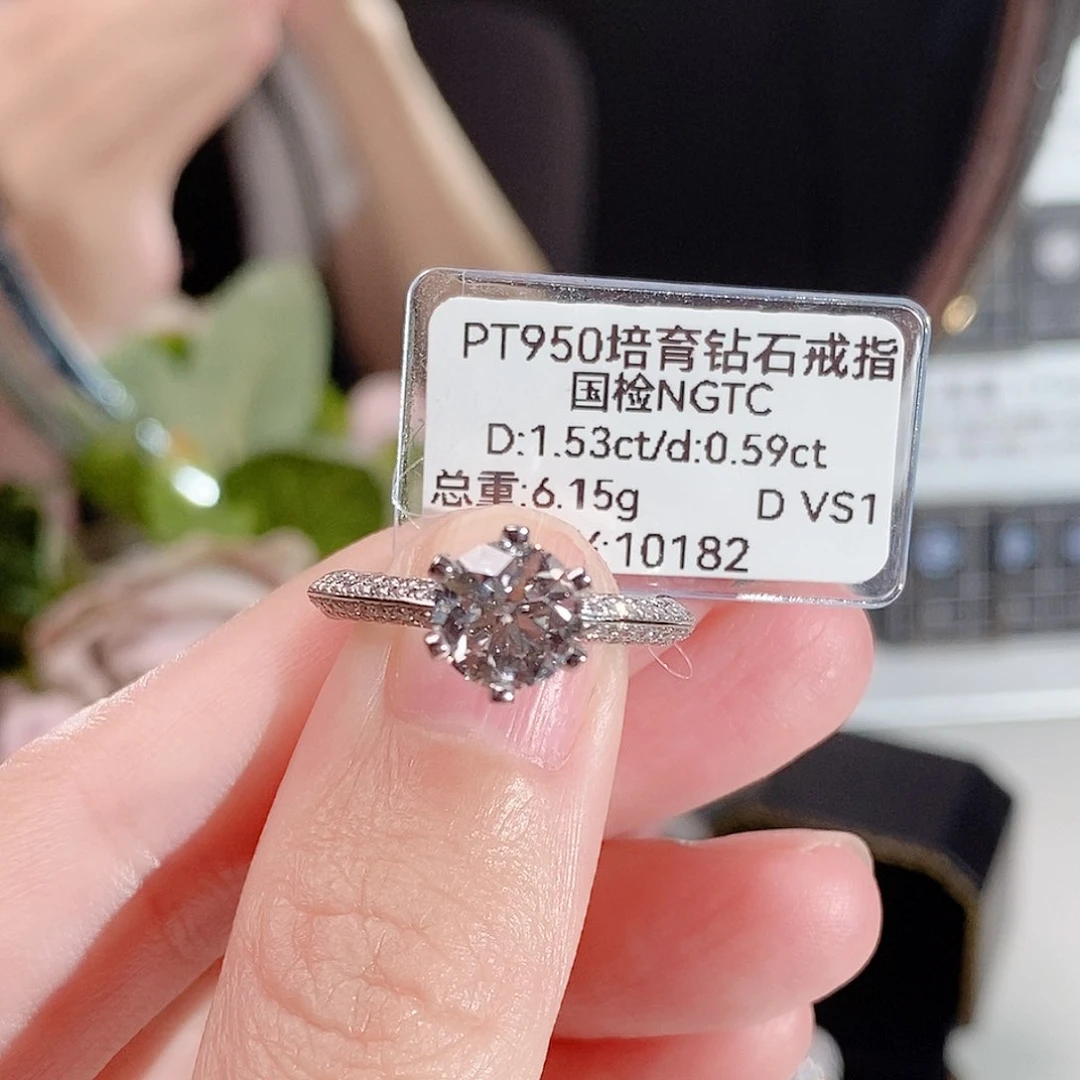 PT950培育钻石戒指
国检NGTC
D:1.53ct/d:0.59ct
总重:6.15g D VS1
:10182